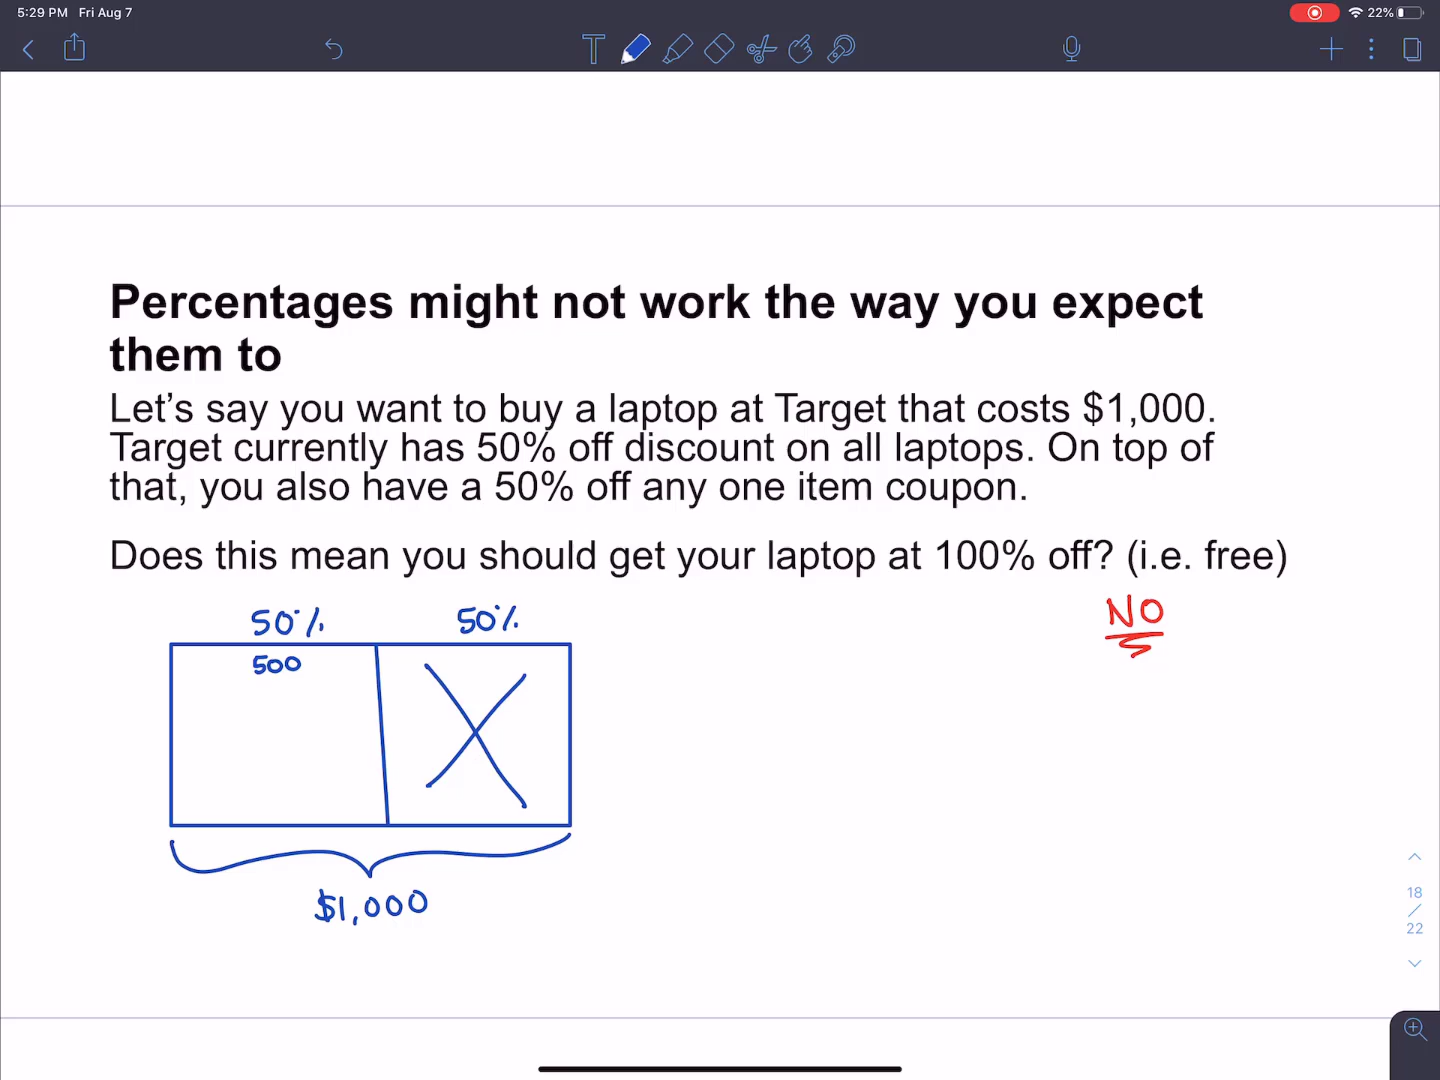 5:29 PM Fri Aug 7
22%
T
Percentages might not work the way you expect
them to
Let’s say you want to buy a laptop at Target that costs $1,000.
Target currently has 50% off discount on all laptops. On top of
that, you also have a 50% off any one item coupon.
Does this mean you should get your laptop at 100% off? (i.e. free)
NO
50% 50%
500
$1,000
18
/
22